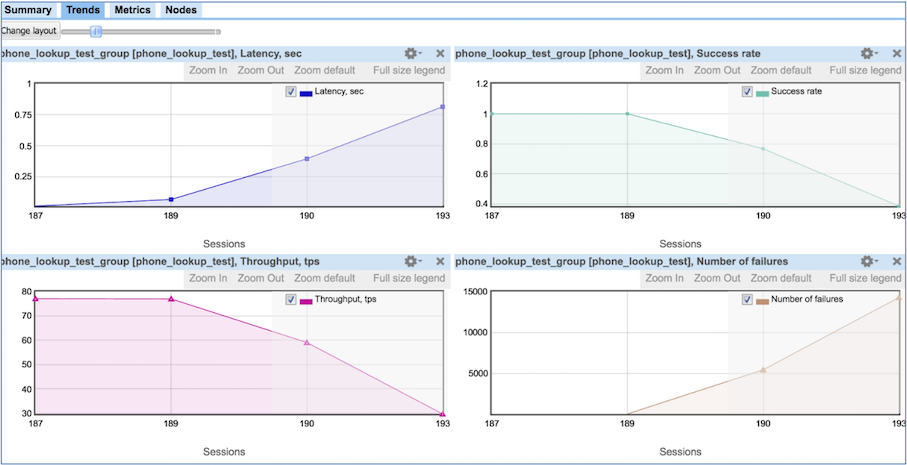 Summary Trends Metrics Nodes
Change layout
phone_lookup_test_group [phone_lookup_test], Latency, sec
Zoom In Zoom Out Zoom default Full size legend
Latency, sec
1
0.75
0.5
0.25
187 189 190 193
Sessions
phone_lookup_test_group [phone_lookup_test], Success rate
Zoom In Zoom Out Zoom default Full size legend
Success rate
1.2
1
0.8
0.6
0.4
187 189 190 193
Sessions
phone_lookup_test_group [phone_lookup_test], Throughput, tps
Zoom In Zoom Out Zoom default Full size legend
Throughput, tps
80
70
60
50
40
30
187 189 190 193
Sessions
phone_lookup_test_group [phone_lookup_test], Number of failures
Zoom In Zoom Out Zoom default Full size legend
Number of failures
15000
10000
5000
187 189 190 193
Sessions